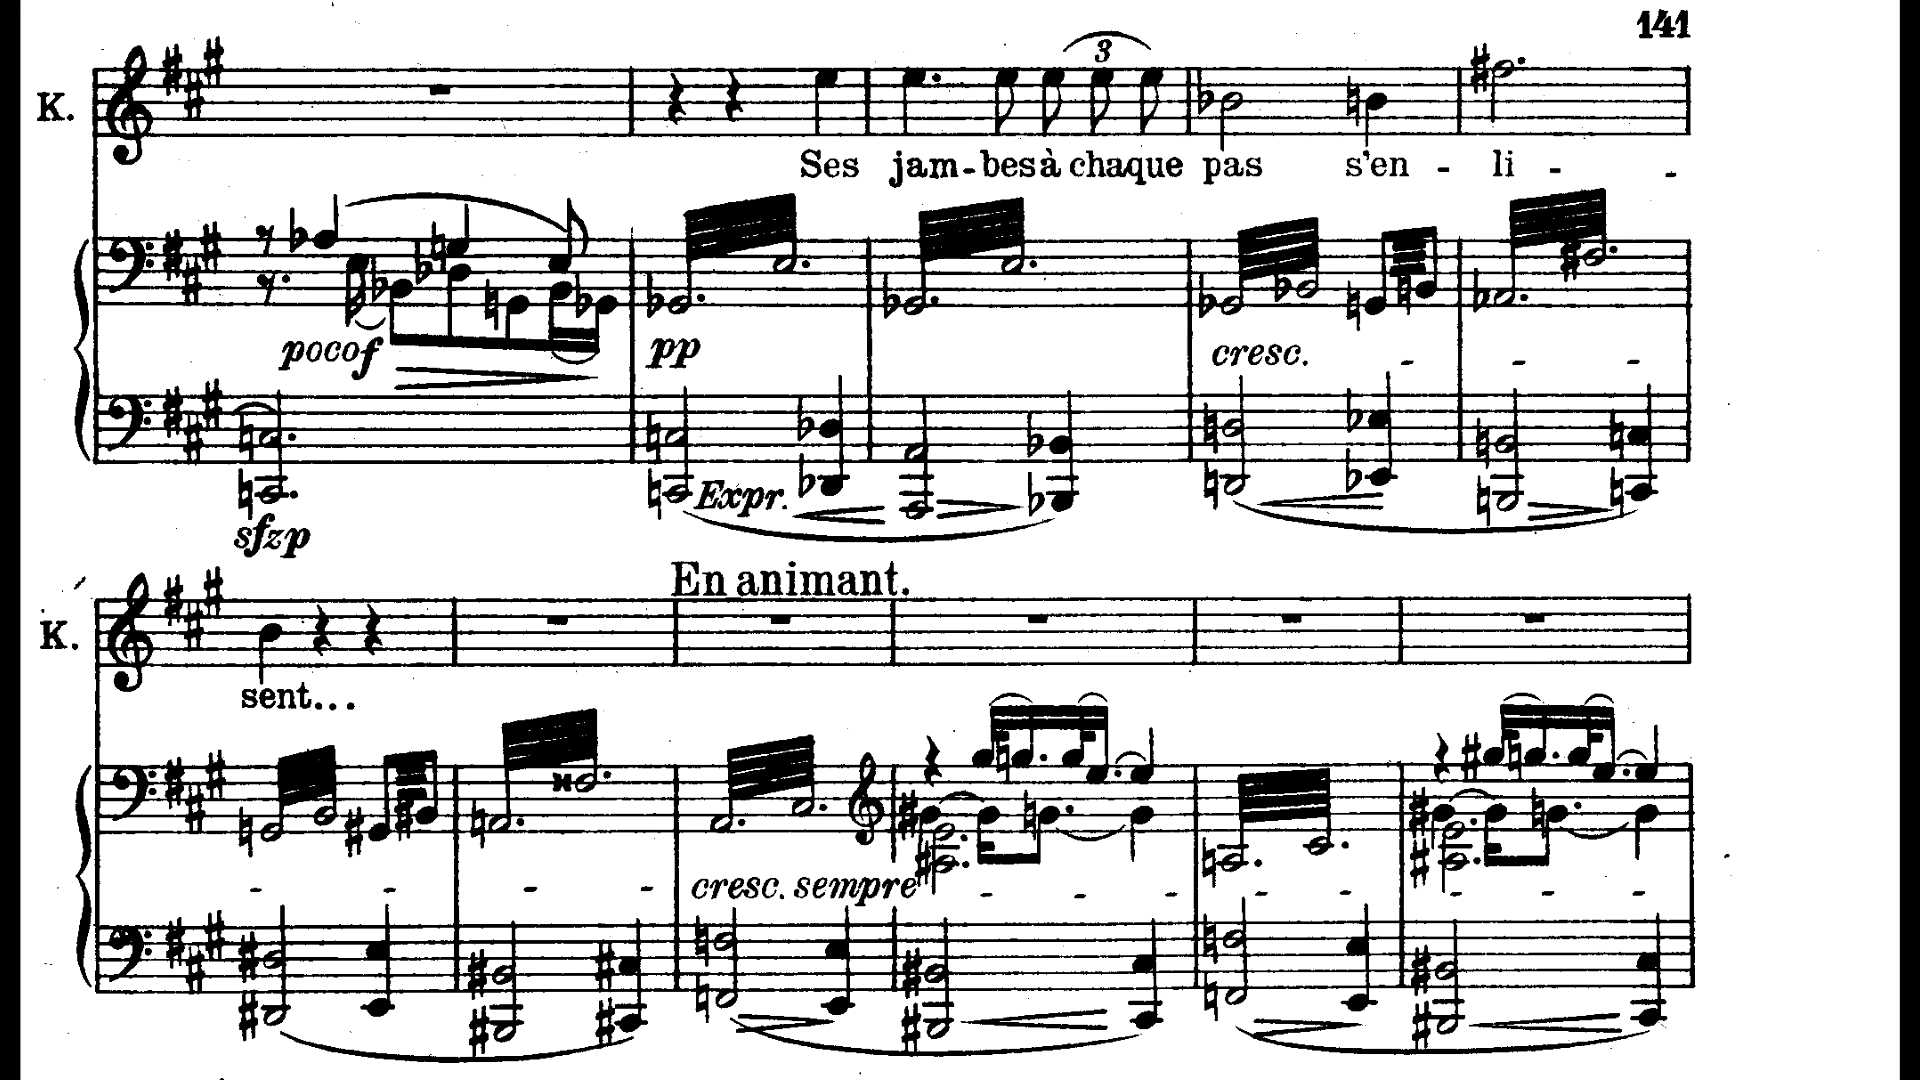 141
K.
3
Ses jam-bes à chaque pas s'en - li - -
poco f
pp
cresc. - - -
Expr.
sfzp
En animant.
K.
sent...
- - - - cresc. sempre - - - - - - - -